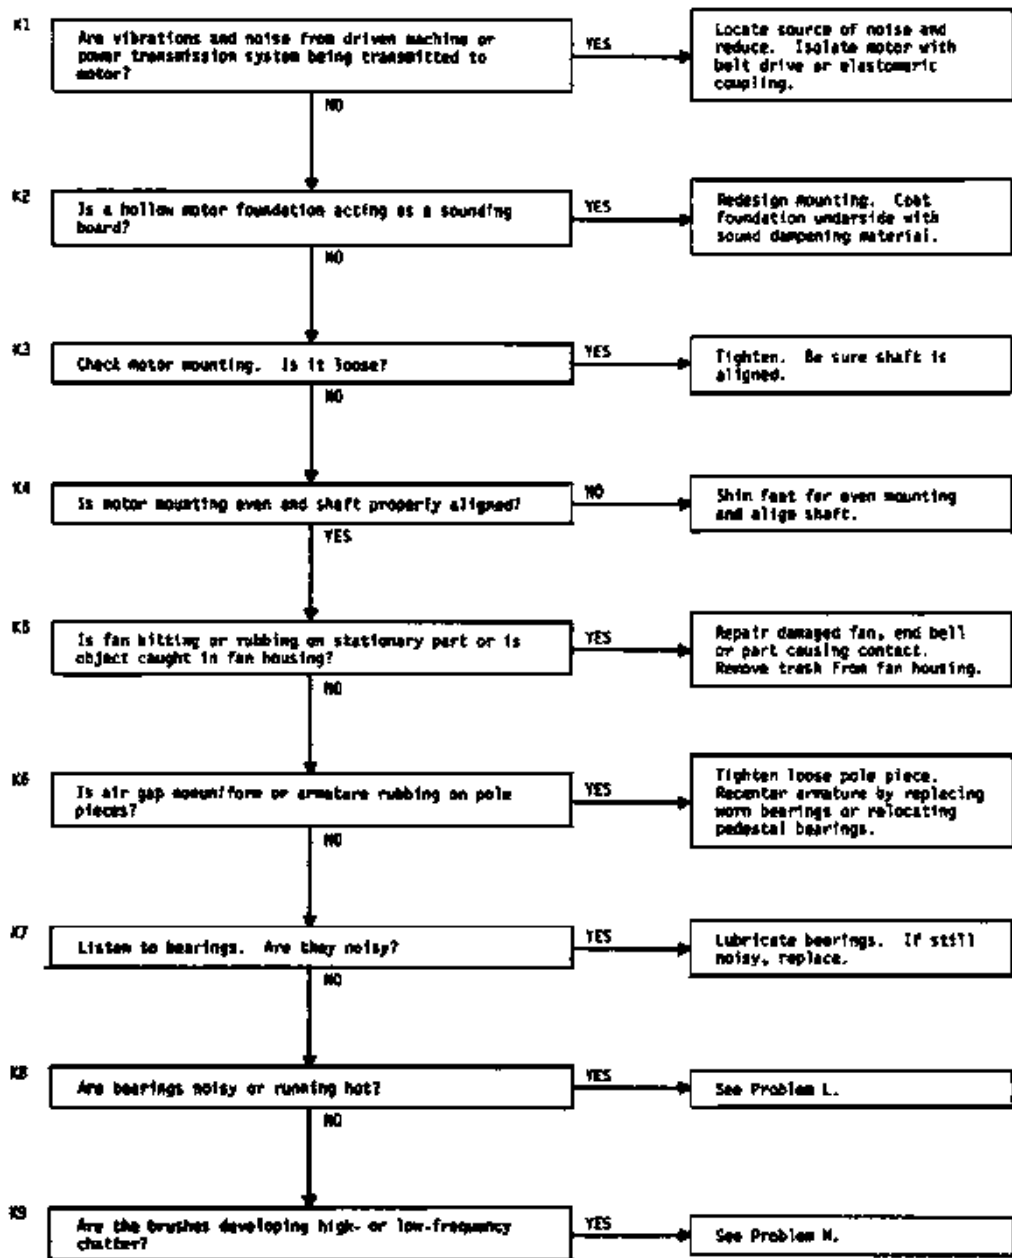 K1
Are vibrations and noise from driven machine or
power transmission system being transmitted to
motor?
YES
Locate source of noise and
reduce. Isolate motor with
belt drive or elastomeric
coupling.
NO
K2
Is a hollow motor foundation acting as a sounding
board?
YES
Redesign mounting. Coat
foundation underside with
sound dampening material.
NO
K3
Check motor mounting. Is it loose?
YES
Tighten. Be sure shaft is
aligned.
NO
K4
Is motor mounting even and shaft properly aligned?
NO
Shim feet for even mounting
and align shaft.
YES
K5
Is fan hitting or rubbing on stationary part or is
object caught in fan housing?
YES
Repair damaged fan, end bell
or part causing contact.
Remove trash from fan housing.
NO
K6
Is air gap nonuniform or armature rubbing on pole
pieces?
YES
Tighten loose pole piece.
Recenter armature by replacing
worn bearings or relocating
pedestal bearings.
NO
K7
Listen to bearings. Are they noisy?
YES
Lubricate bearings. If still
noisy, replace.
NO
K8
Are bearings noisy or running hot?
YES
See Problem L.
NO
K9
Are the brushes developing high- or low-frequency
chatter?
YES
See Problem